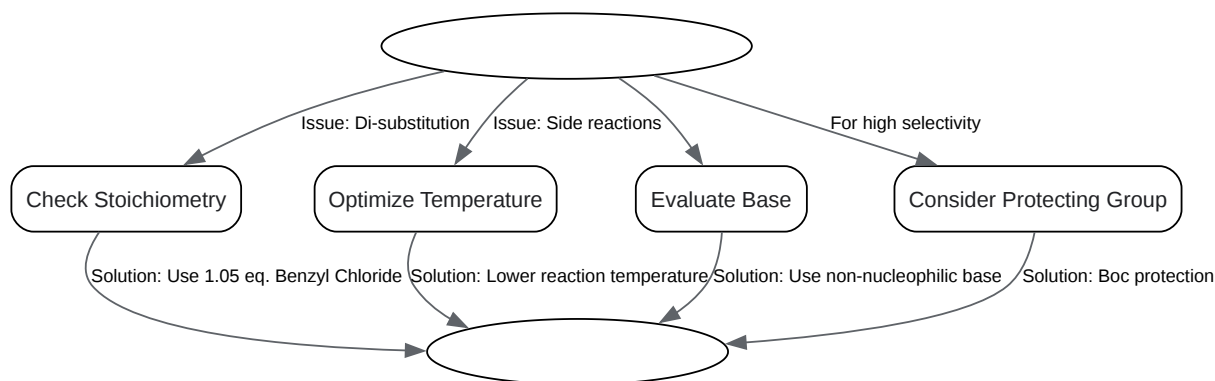 Issue: Di-substitution
Issue: Side reactions
For high selectivity
Check Stoichiometry
Optimize Temperature
Evaluate Base
Consider Protecting Group
Solution: Use 1.05 eq. Benzyl Chloride
Solution: Lower reaction temperature
Solution: Use non-nucleophilic base
Solution: Boc protection